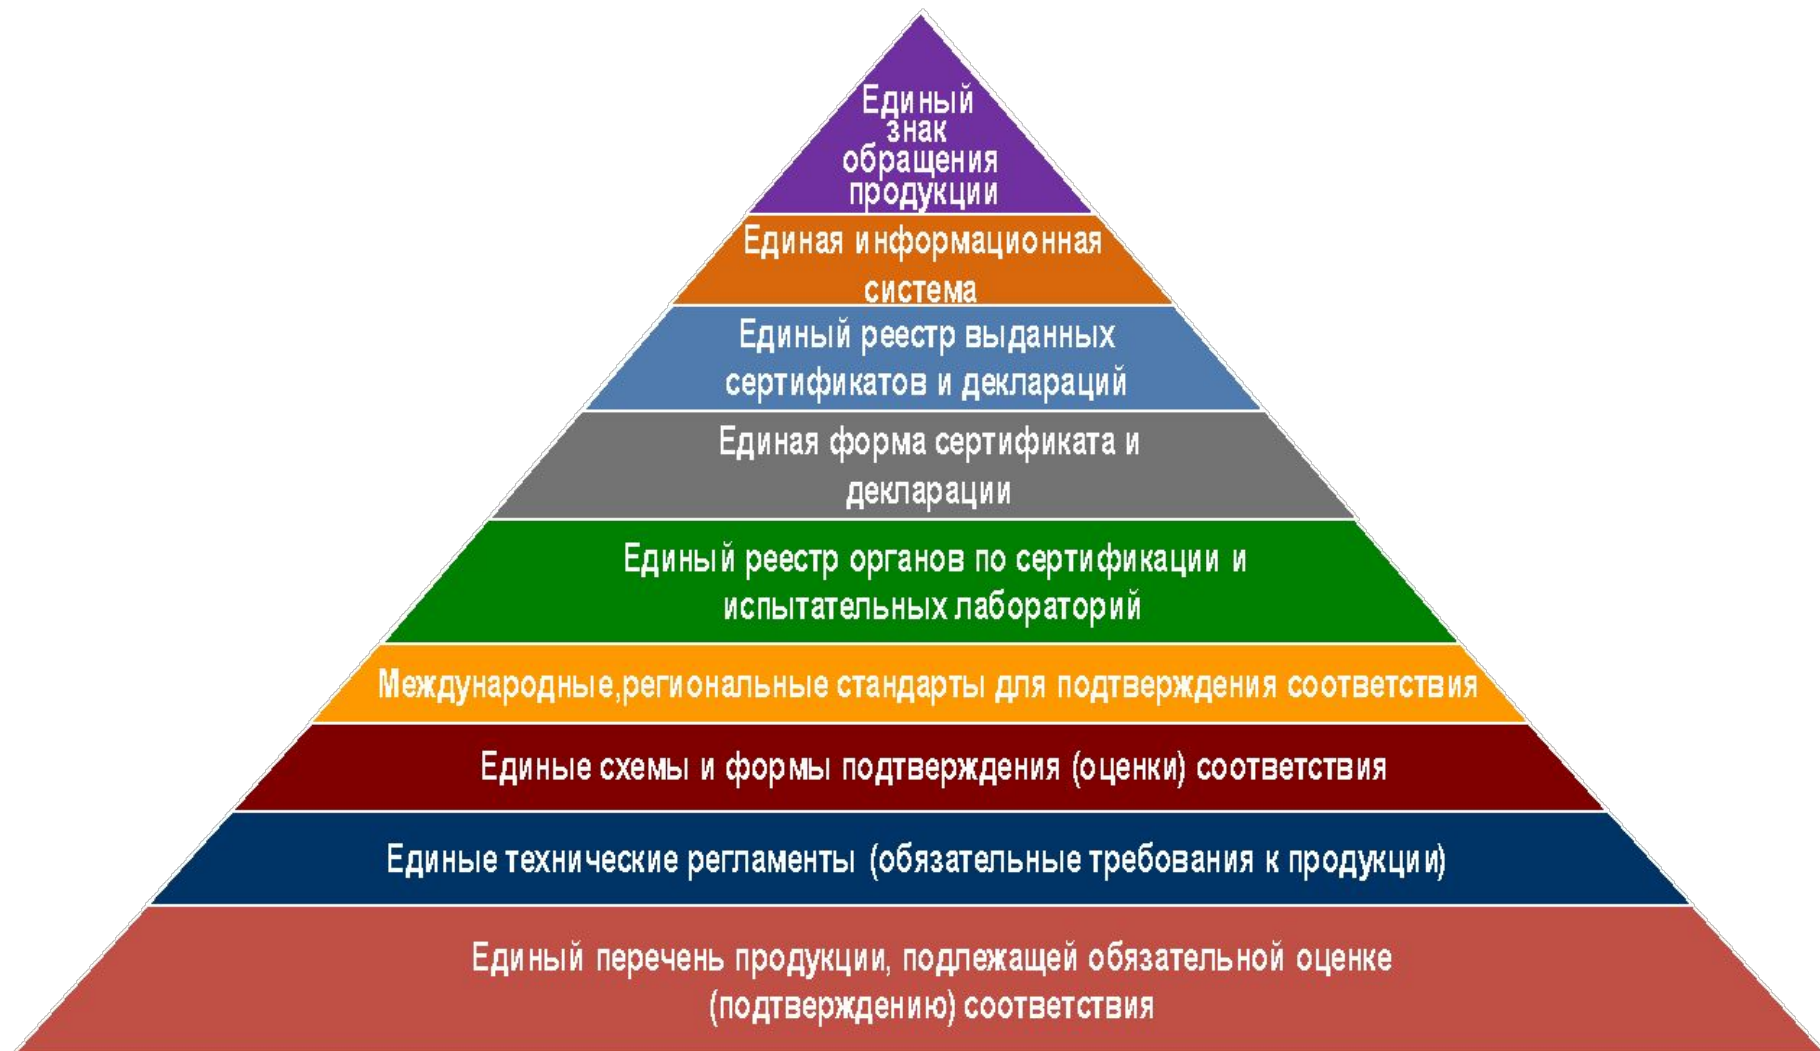 Единый
знак
обращения
продукции
Единая информационная
система
Единый реестр выданных
сертификатов и деклараций
Единая форма сертификата и
декларации
Единый реестр органов по сертификации и
испытательных лабораторий
Международные,региональные стандарты для подтверждения соответствия
Единые схемы и формы подтверждения (оценки) соответствия
Единые технические регламенты (обязательные требования к продукции)
Единый перечень продукции, подлежащей обязательной оценке
(подтверждению) соответствия